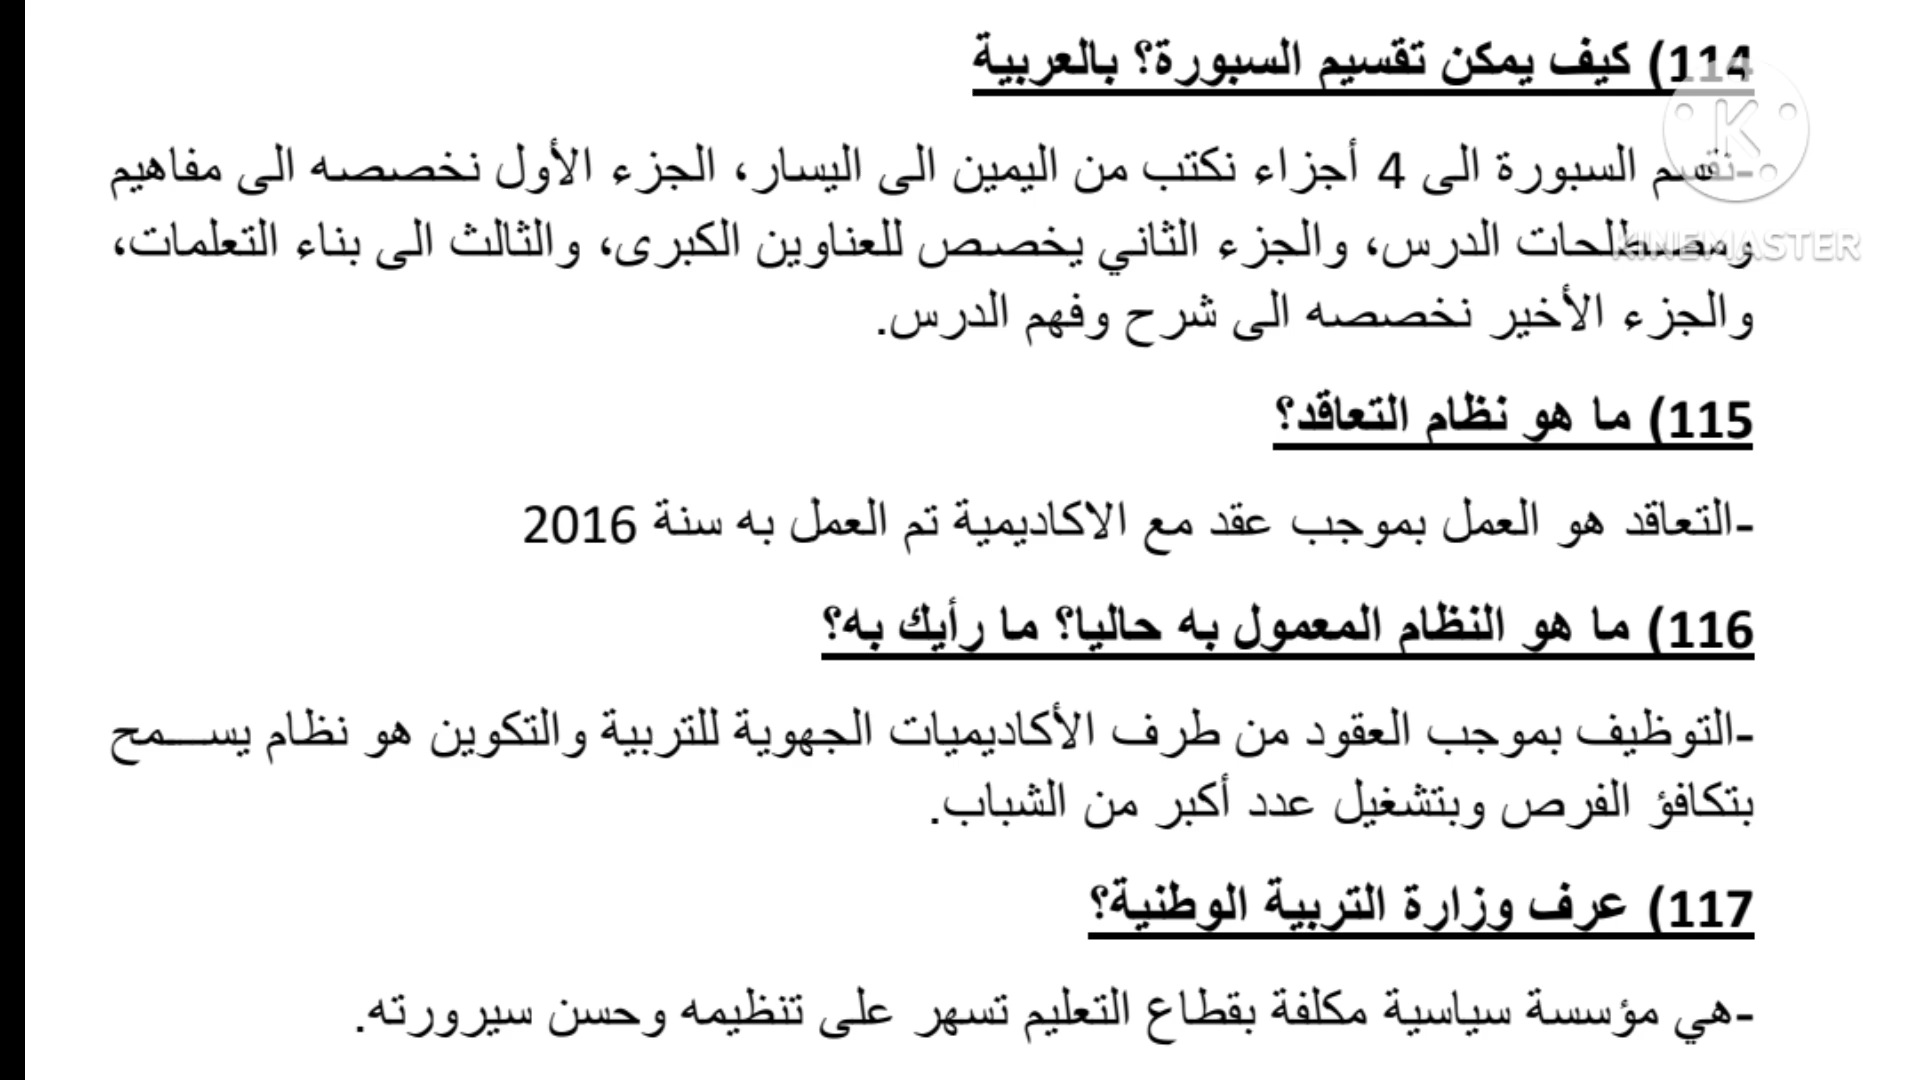 114) كيف يمكن تقسيم السبورة؟ بالعربية
-نقسم السبورة الى 4 أجزاء نكتب من اليمين الى اليسار، الجزء الأول نخصصه الى مفاهيم
ومصطلحات الدرس، والجزء الثاني يخصص للعناوين الكبرى، والثالث الى بناء التعلمات،
والجزء الأخير نخصصه الى شرح وفهم الدرس.
115) ما هو نظام التعاقد؟
-التعاقد هو العمل بموجب عقد مع الاكاديمية تم العمل به سنة 2016
116) ما هو النظام المعمول به حاليا؟ ما رأيك به؟
-التوظيف بموجب العقود من طرف الأكاديميات الجهوية للتربية والتكوين هو نظام يســمح
بتكافؤ الفرص وبتشغيل عدد أكبر من الشباب.
117) عرف وزارة التربية الوطنية؟
-هي مؤسسة سياسية مكلفة بقطاع التعليم تسهر على تنظيمه وحسن سيرورته.
K
KINEMASTER